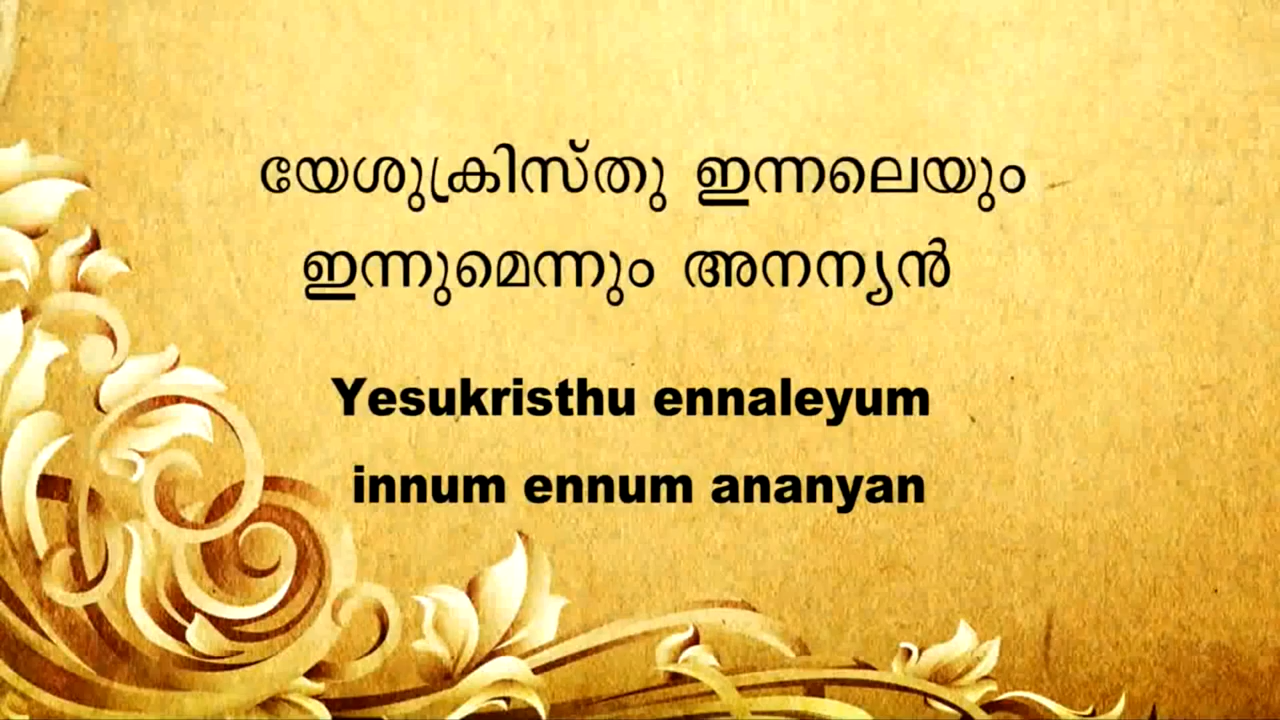 യേശുക്രിസ്തു ഇന്നലെയും
ഇന്നുമെന്നും അനന്യൻ
Yesukristhu ennaleyum
innum ennum ananyan